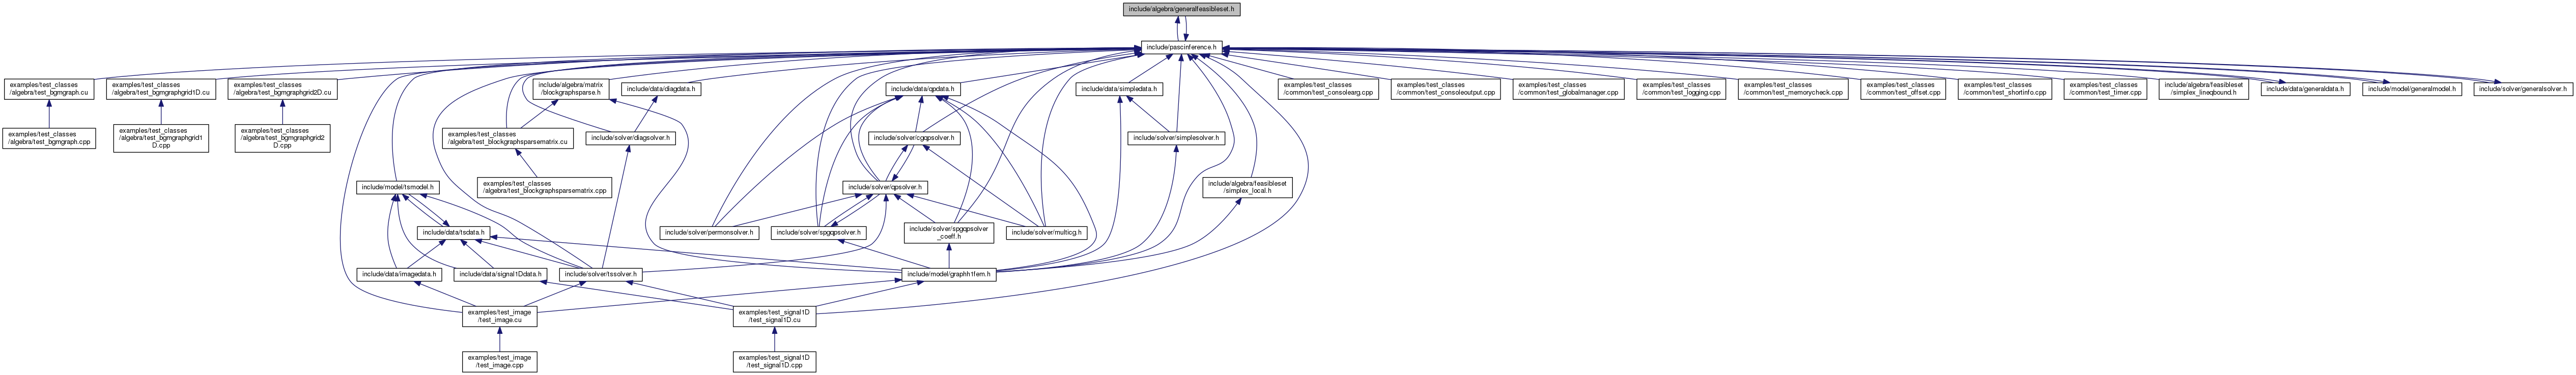 include/algebra/generalfeasibleset.h
include/pascinference.h
examples/test_classes
/algebra/test_bgmgraph.cu
examples/test_classes
/algebra/test_bgmgraphgrid1D.cu
examples/test_classes
/algebra/test_bgmgraphgrid2D.cu
include/algebra/matrix
/blockgraphsparse.h
include/data/diagdata.h
include/data/qpdata.h
include/data/simpledata.h
examples/test_classes
/common/test_consolearg.cpp
examples/test_classes
/common/test_consoleoutput.cpp
examples/test_classes
/common/test_globalmanager.cpp
examples/test_classes
/common/test_logging.cpp
examples/test_classes
/common/test_memorycheck.cpp
examples/test_classes
/common/test_offset.cpp
examples/test_classes
/common/test_shortinfo.cpp
examples/test_classes
/common/test_timer.cpp
include/algebra/feasibleset
/simplex_lineqbound.h
include/data/generaldata.h
include/model/generalmodel.h
include/solver/generalsolver.h
examples/test_classes
/algebra/test_bgmgraph.cpp
examples/test_classes
/algebra/test_bgmgraphgrid1
D.cpp
examples/test_classes
/algebra/test_bgmgraphgrid2
D.cpp
examples/test_classes
/algebra/test_blockgraphsparsematrix.cu
include/solver/diagsolver.h
include/solver/cgqpsolver.h
include/solver/simplesolver.h
include/model/tsmodel.h
examples/test_classes
/algebra/test_blockgraphsparsematrix.cpp
include/solver/qpsolver.h
include/algebra/feasibleset
/simplex_local.h
include/data/tsdata.h
include/solver/permonsolver.h
include/solver/spgqpsolver.h
include/solver/spgqpsolver
_coeff.h
include/solver/multicg.h
include/data/imagedata.h
include/data/signal1Ddata.h
include/solver/tssolver.h
include/model/graphh1fem.h
examples/test_image
/test_image.cu
examples/test_signal1D
/test_signal1D.cu
examples/test_image
/test_image.cpp
examples/test_signal1D
/test_signal1D.cpp